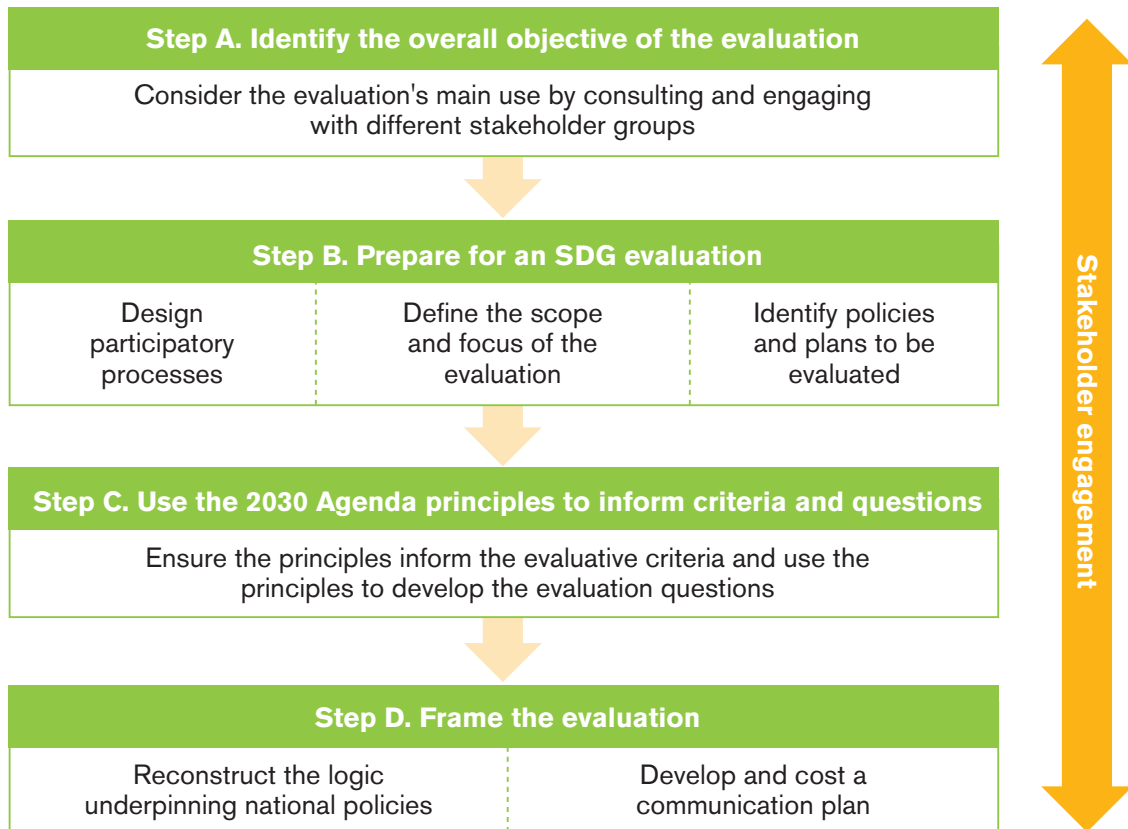 Step A. Identify the overall objective of the evaluation
Consider the evaluation's main use by consulting and engaging
with different stakeholder groups
Step B. Prepare for an SDG evaluation
Design
participatory
processes
Define the scope
and focus of the
evaluation
Identify policies
and plans to be
evaluated
Step C. Use the 2030 Agenda principles to inform criteria and questions
Ensure the principles inform the evaluative criteria and use the
principles to develop the evaluation questions
Step D. Frame the evaluation
Reconstruct the logic
underpinning national policies
Develop and cost a
communication plan
Stakeholder engagement